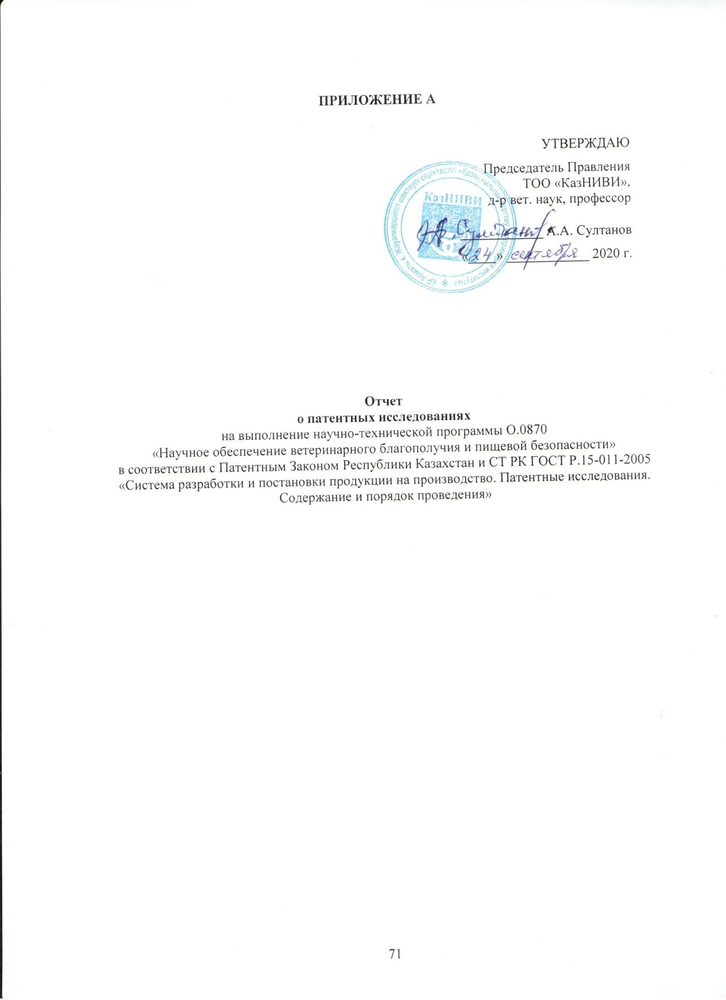 ПРИЛОЖЕНИЕ А
УТВЕРЖДАЮ
Председатель Правления
ТОО «КазНИВИ»,
д-р вет. наук, профессор
А. Султанов А.А. Султанов
«24» сентября 2020 г.
КазНИВИ
ҚР Алматы қ. Жауапкершілігі шектеулі серіктестігі «Қазақ ғылыми институты»
Отчет
о патентных исследованиях
на выполнение научно-технической программы О.0870
«Научное обеспечение ветеринарного благополучия и пищевой безопасности»
в соответствии с Патентным Законом Республики Казахстан и СТ РК ГОСТ Р.15-011-2005
«Система разработки и постановки продукции на производство. Патентные исследования.
Содержание и порядок проведения»
71